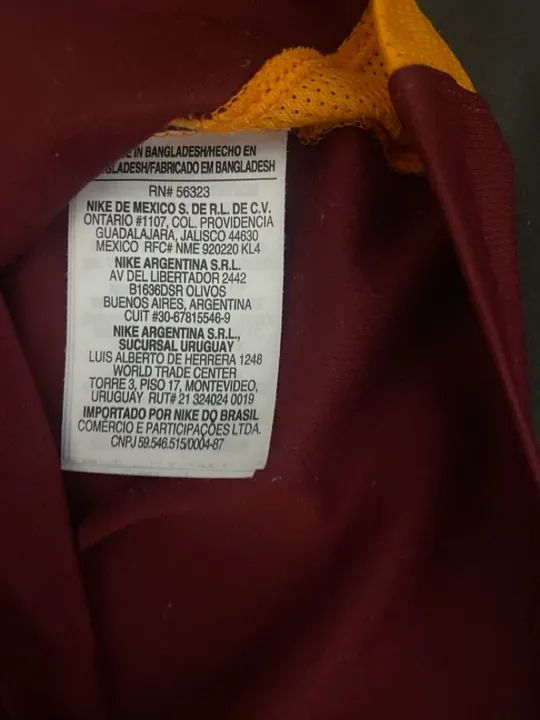 IN BANGLADESH/HECHO EN
BANGLADESH/FABRICADO EM BANGLADESH
RN# 56323
NIKE DE MEXICO S. DE R.L. DE C.V.
ONTARIO #1107, COL. PROVIDENCIA
GUADALAJARA, JALISCO 44630
MEXICO RFC# NME 920220 KL4
NIKE ARGENTINA S.R.L.
AV DEL LIBERTADOR 2442
B1636DSR OLIVOS
BUENOS AIRES, ARGENTINA
CUIT #30-67815546-9
NIKE ARGENTINA S.R.L.,
SUCURSAL URUGUAY
LUIS ALBERTO DE HERRERA 1248
WORLD TRADE CENTER
TORRE 3, PISO 17, MONTEVIDEO,
URUGUAY RUT# 21 324024 0019
IMPORTADO POR NIKE DO BRASIL
COMÉRCIO E PARTICIPAÇÕES LTDA.
CNPJ 59.546.515/0004-87